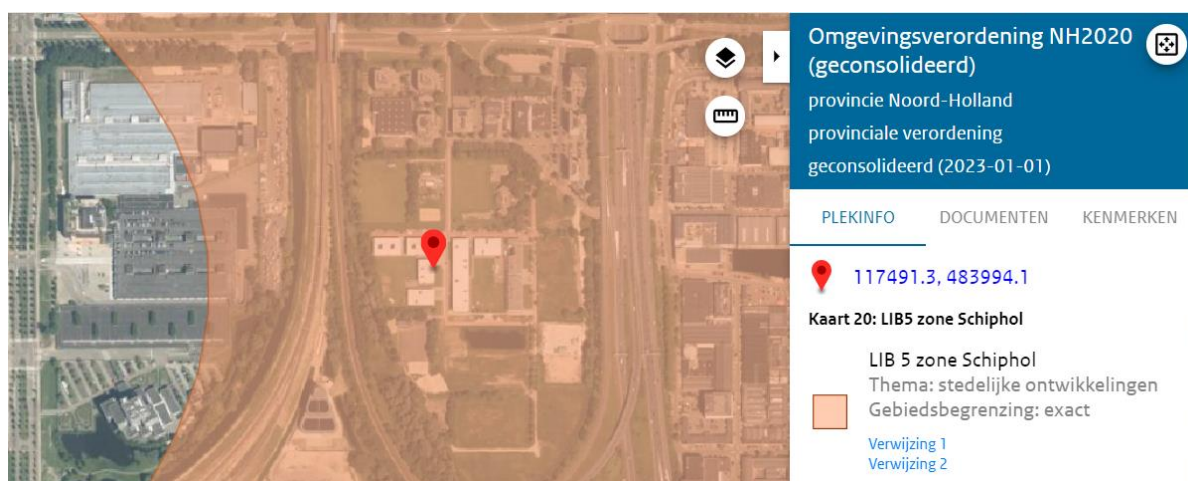 Omgevingsverordening NH2020
(geconsolideerd)
provincie Noord-Holland
provinciale verordening
geconsolideerd (2023-01-01)
PLEKINFO DOCUMENTEN KENMERKEN
117491.3, 483994.1
Kaart 20: LIB5 zone Schiphol
LIB 5 zone Schiphol
Thema: stedelijke ontwikkelingen
Gebiedsbegrenzing: exact
Verwijzing 1
Verwijzing 2